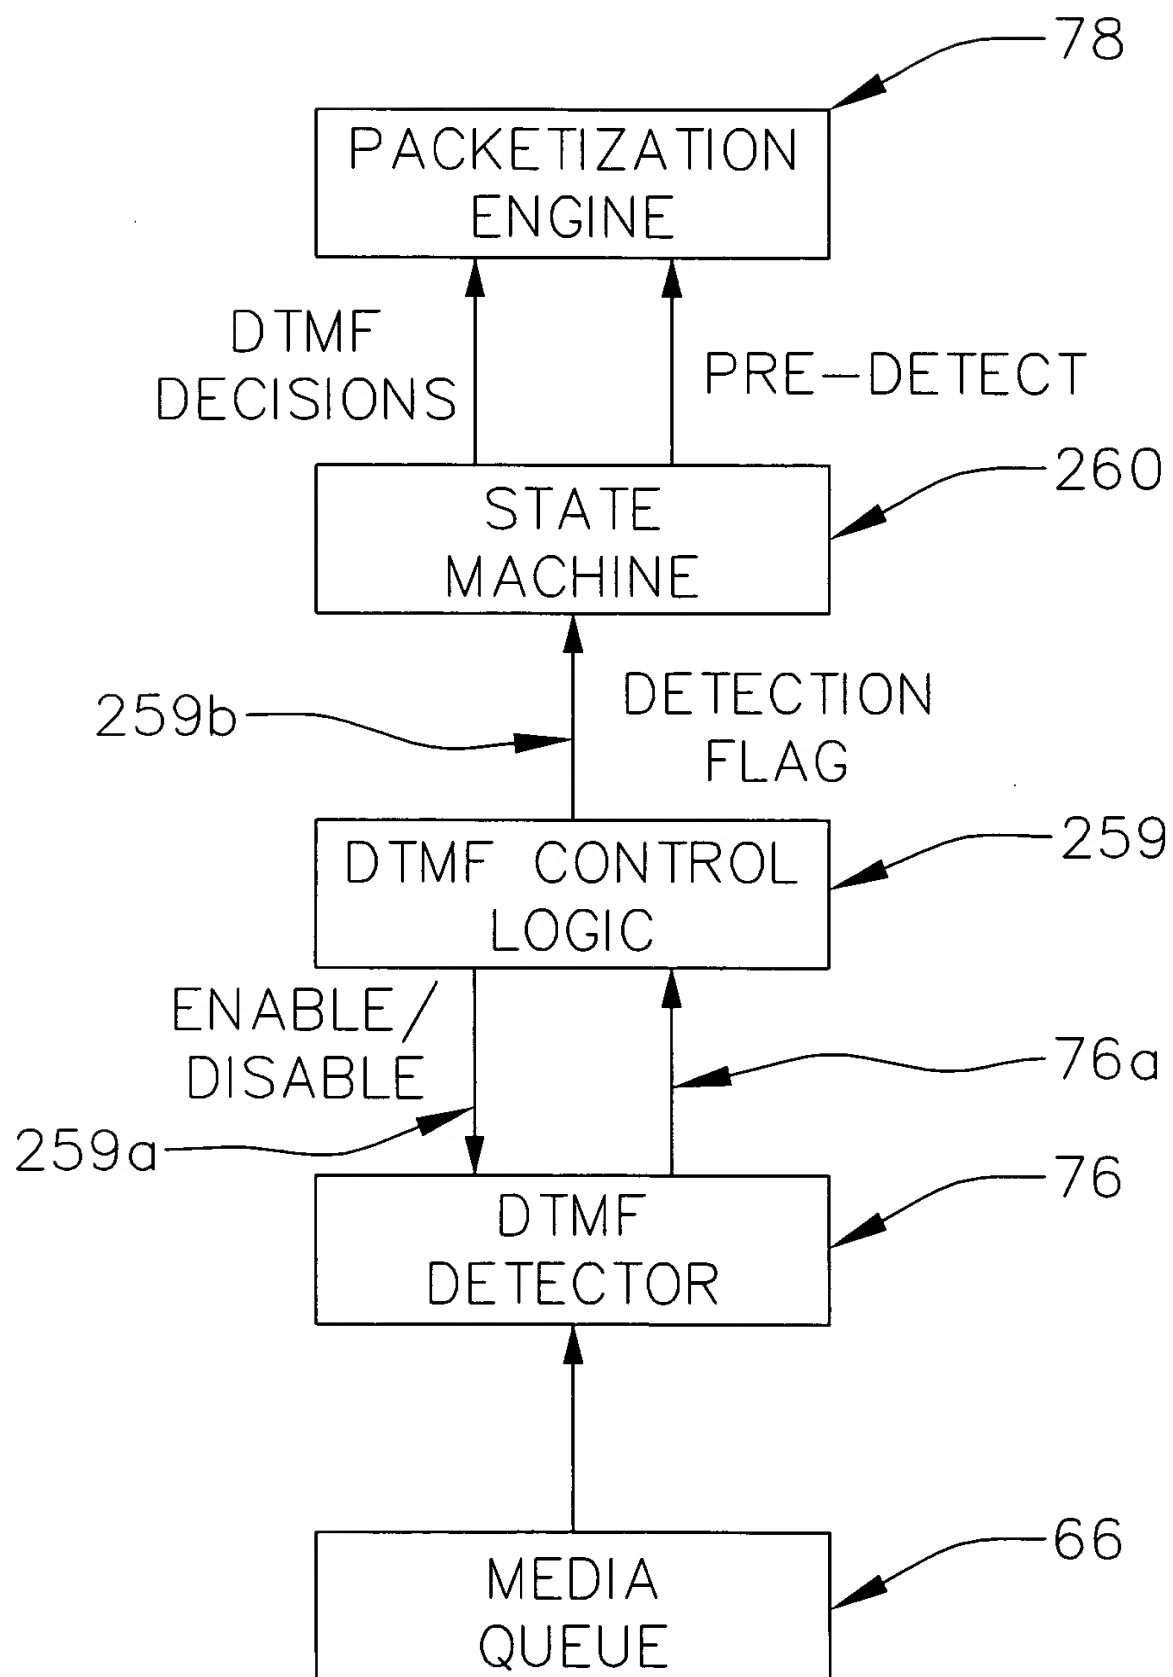 78
PACKETIZATION
ENGINE
DTMF
DECISIONS
PRE-DETECT
260
STATE
MACHINE
259b
DETECTION
FLAG
259
DTMF CONTROL
LOGIC
ENABLE/
DISABLE
76a
259a
76
DTMF
DETECTOR
66
MEDIA
QUEUE